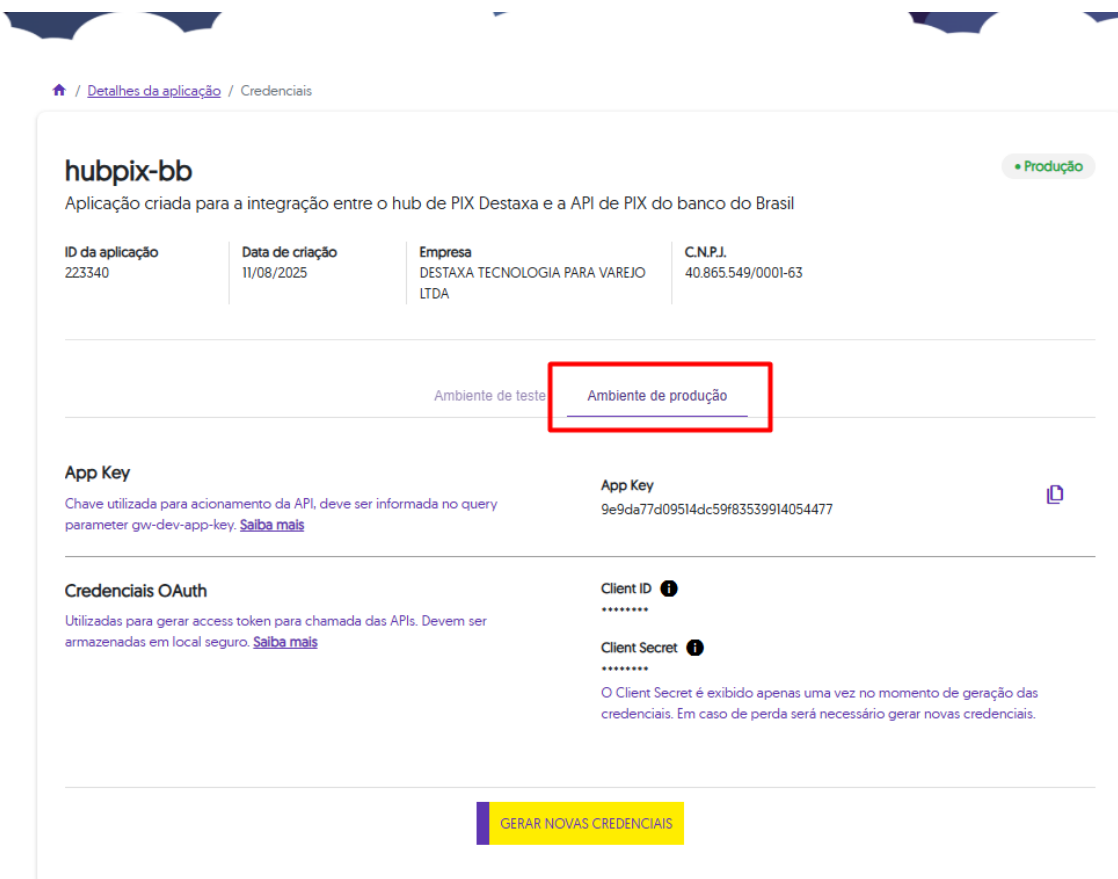 / Detalhes da aplicação / Credenciais
hubpix-bb
• Produção
Aplicação criada para a integração entre o hub de PIX Destaxa e a API de PIX do banco do Brasil
ID da aplicação
223340
Data de criação
11/08/2025
Empresa
DESTAXA TECNOLOGIA PARA VAREJO
LTDA
C.N.P.J.
40.865.549/0001-63
Ambiente de teste
Ambiente de produção
App Key
Chave utilizada para acionamento da API, deve ser informada no query
parameter gw-dev-app-key. Saiba mais
App Key
9e9da77d09514dc59f83539914054477
Credenciais OAuth
Utilizadas para gerar access token para chamada das APIs. Devem ser
armazenadas em local seguro. Saiba mais
Client ID
********
Client Secret
********
O Client Secret é exibido apenas uma vez no momento de geração das
credenciais. Em caso de perda será necessário gerar novas credenciais.
GERAR NOVAS CREDENCIAIS